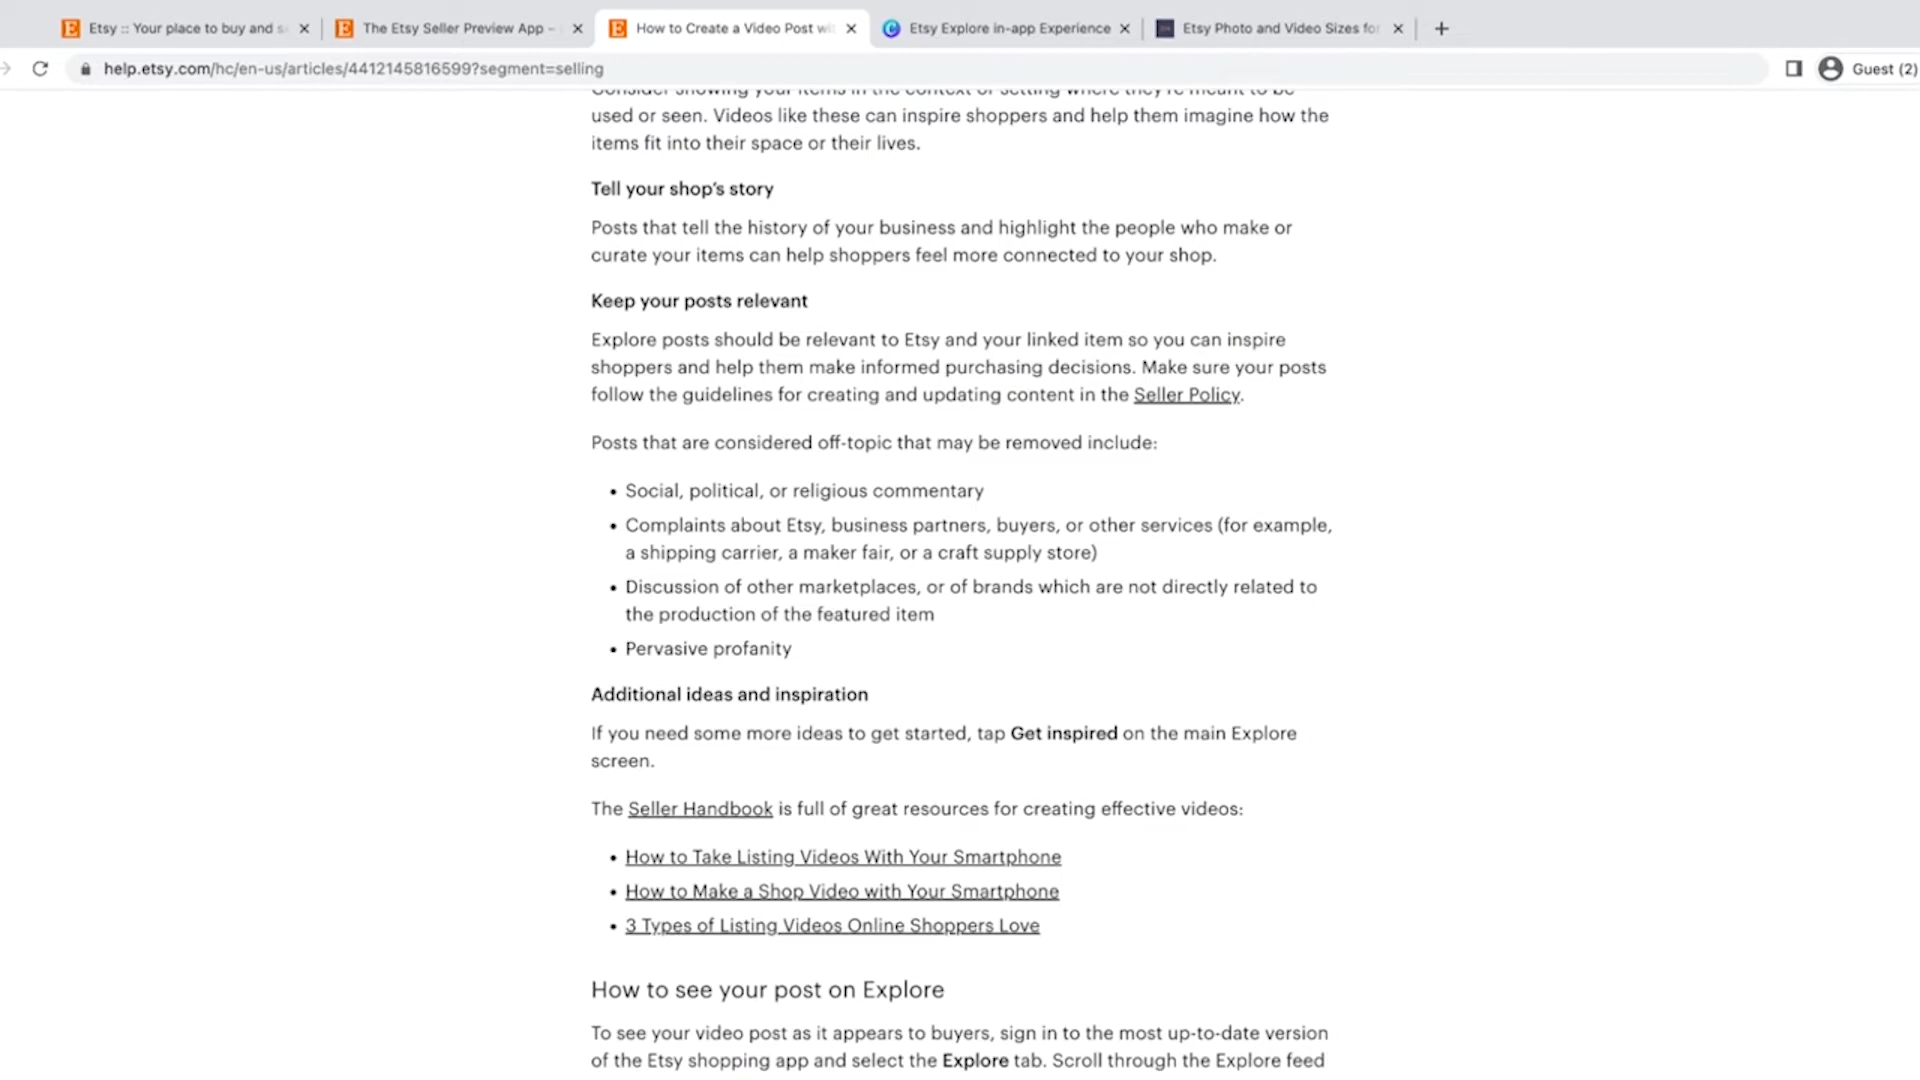 Etsy :: Your place to buy and s
The Etsy Seller Preview App –
How to Create a Video Post wit
Etsy Explore in-app Experience
Etsy Photo and Video Sizes for
help.etsy.com/hc/en-us/articles/4412145816599?segment=selling
Guest (2)
Consider showing your items in the context or setting where they're meant to be
used or seen. Videos like these can inspire shoppers and help them imagine how the
items fit into their space or their lives.
Tell your shop's story
Posts that tell the history of your business and highlight the people who make or
curate your items can help shoppers feel more connected to your shop.
Keep your posts relevant
Explore posts should be relevant to Etsy and your linked item so you can inspire
shoppers and help them make informed purchasing decisions. Make sure your posts
follow the guidelines for creating and updating content in the Seller Policy.
Posts that are considered off-topic that may be removed include:
• Social, political, or religious commentary
• Complaints about Etsy, business partners, buyers, or other services (for example,
a shipping carrier, a maker fair, or a craft supply store)
• Discussion of other marketplaces, or of brands which are not directly related to
the production of the featured item
• Pervasive profanity
Additional ideas and inspiration
If you need some more ideas to get started, tap Get inspired on the main Explore
screen.
The Seller Handbook is full of great resources for creating effective videos:
• How to Take Listing Videos With Your Smartphone
• How to Make a Shop Video with Your Smartphone
• 3 Types of Listing Videos Online Shoppers Love
How to see your post on Explore
To see your video post as it appears to buyers, sign in to the most up-to-date version
of the Etsy shopping app and select the Explore tab. Scroll through the Explore feed